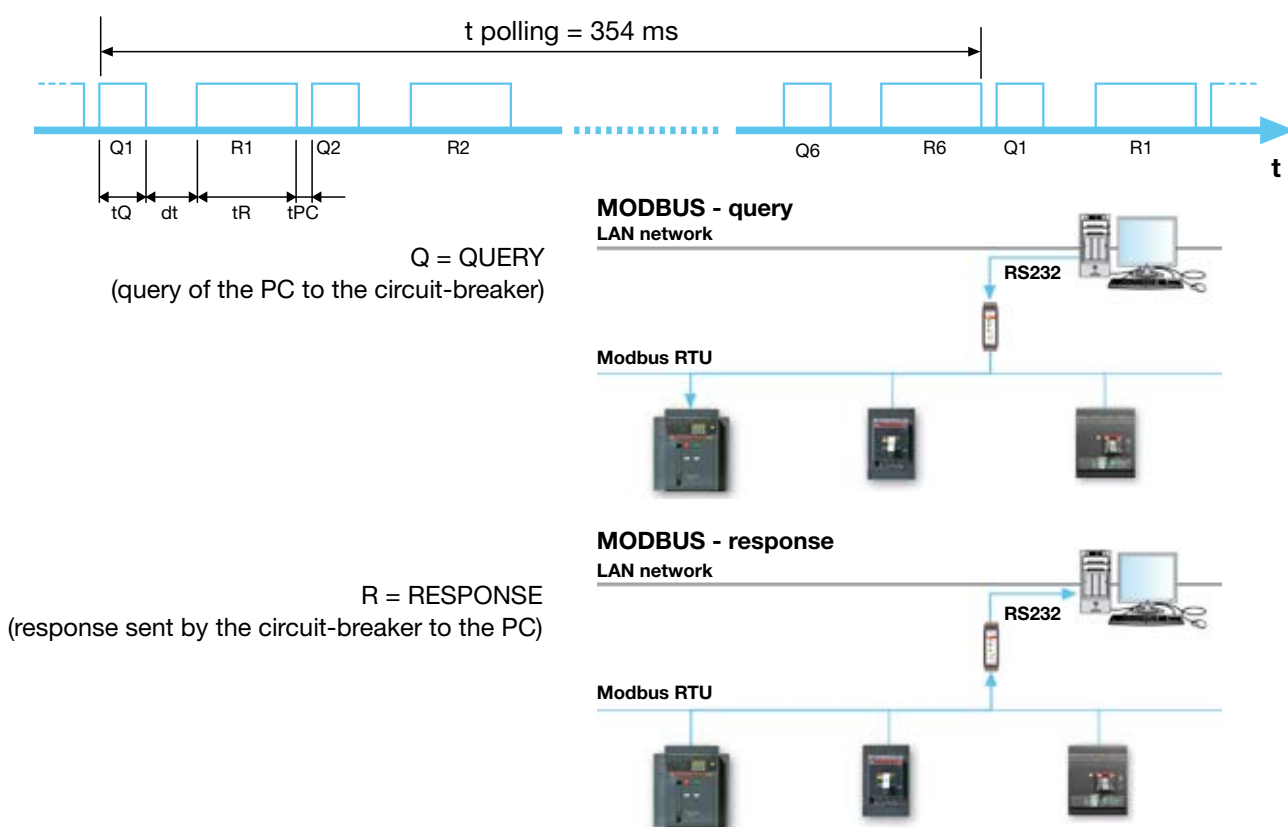 t polling = 354 ms
Q1 R1 Q2 R2 Q6 R6 Q1 R1
t
tQ dt tR tPC
MODBUS - query
LAN network
Q = QUERY
(query of the PC to the circuit-breaker)
RS232
Modbus RTU
MODBUS - response
LAN network
R = RESPONSE
(response sent by the circuit-breaker to the PC)
RS232
Modbus RTU